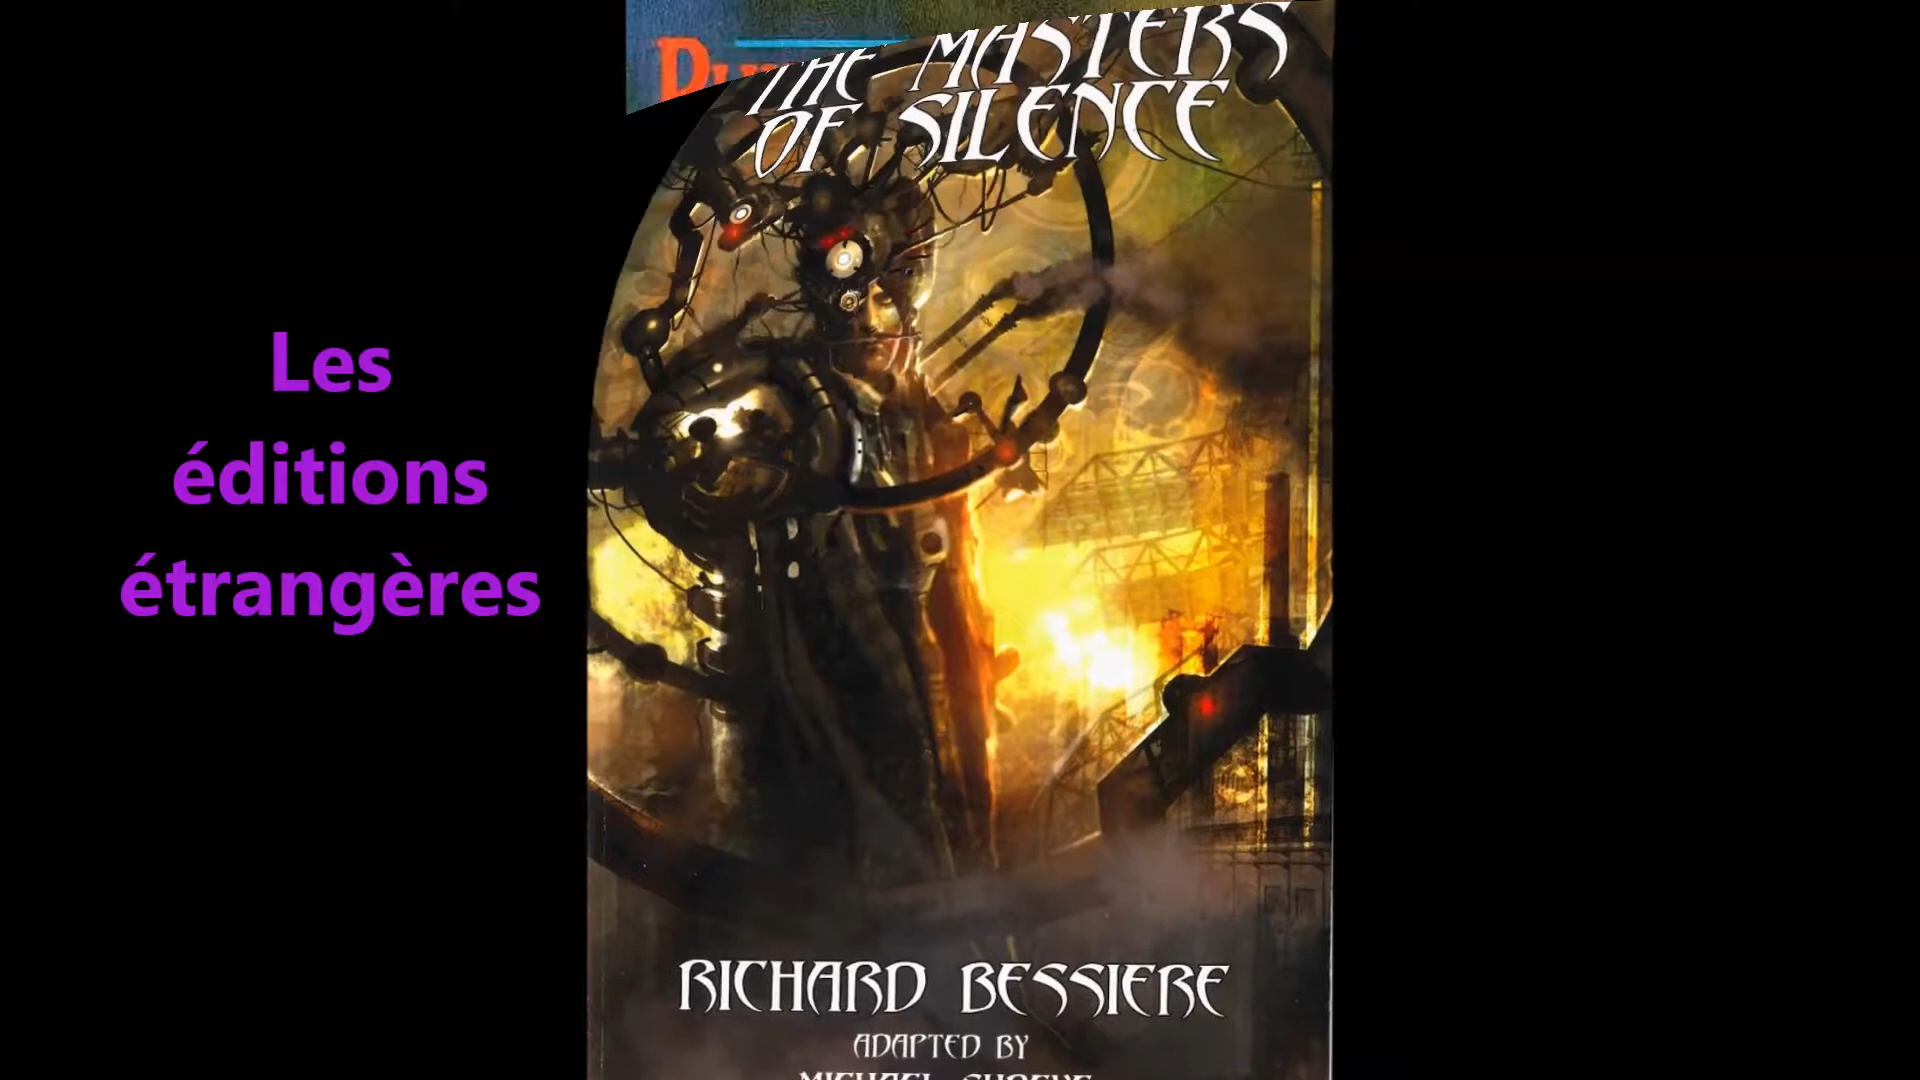 THE MASTERS
OF SILENCE
Les
éditions
étrangères
RICHARD BESSIERE
ADAPTED BY